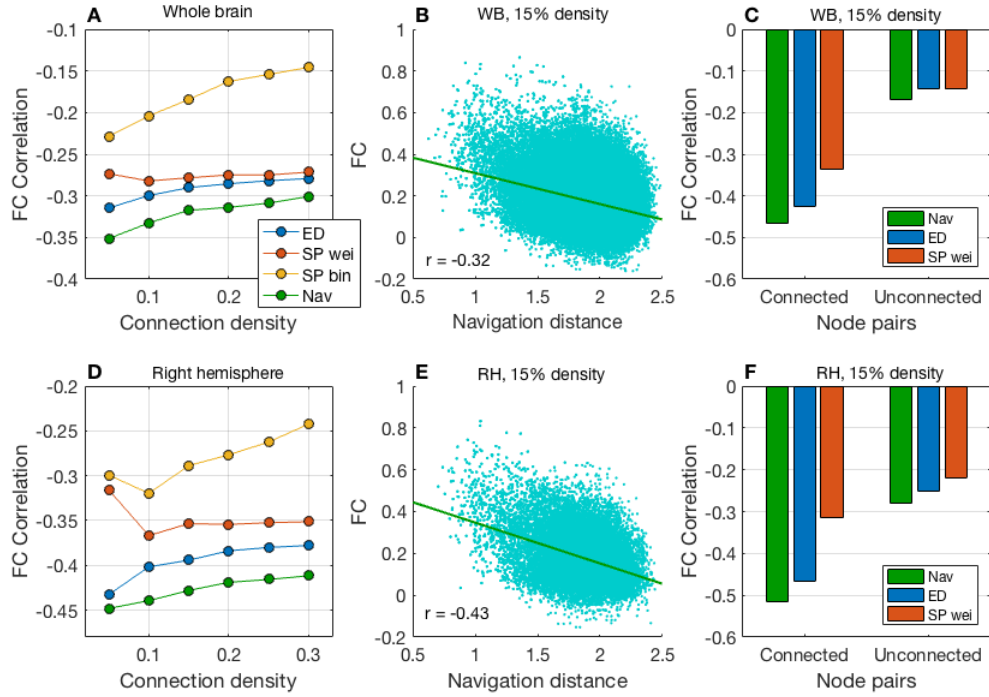 A
Whole brain
-0.1
-0.15
-0.2
-0.25
-0.3
-0.35
-0.4
FC Correlation
0.1
0.2
Connection density
ED
SP wei
SP bin
Nav
B
WB, 15% density
1
0.8
0.6
0.4
0.2
0
-0.2
FC
r = -0.32
0.5
1
1.5
2
2.5
Navigation distance
C
WB, 15% density
0
-0.1
-0.2
-0.3
-0.4
-0.5
-0.6
FC Correlation
Nav
ED
SP wei
Connected
Unconnected
Node pairs
D
Right hemisphere
-0.2
-0.25
-0.3
-0.35
-0.4
-0.45
FC Correlation
0.1
0.2
0.3
Connection density
E
RH, 15% density
1
0.8
0.6
0.4
0.2
0
-0.2
FC
r = -0.43
0.5
1
1.5
2
2.5
Navigation distance
F
RH, 15% density
0
-0.1
-0.2
-0.3
-0.4
-0.5
-0.6
FC Correlation
Nav
ED
SP wei
Connected
Unconnected
Node pairs